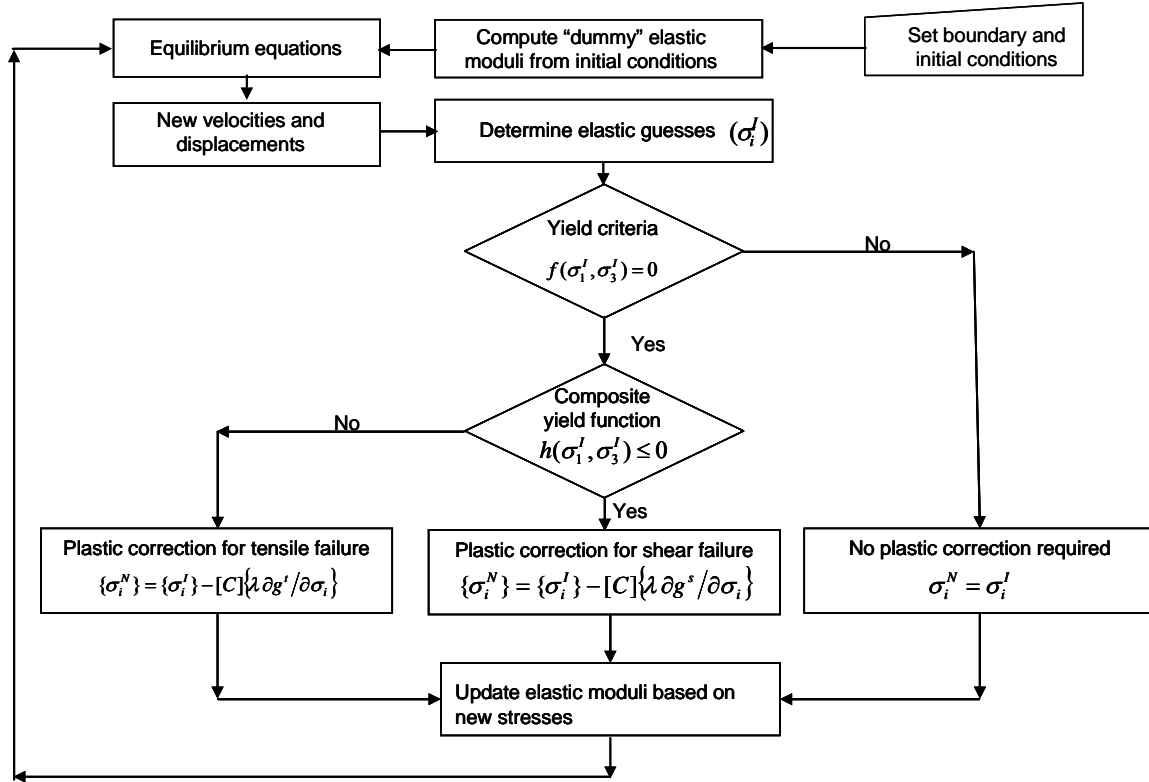 Equilibrium equations
Compute “dummy” elastic
moduli from initial conditions
Set boundary and
initial conditions
New velocities and
displacements
Determine elastic guesses (σ_i^I)
Yield criteria
f(σ_1^I, σ_3^I) = 0
No
Yes
Composite
yield function
h(σ_1^I, σ_3^I) ≤ 0
No
Yes
Plastic correction for tensile failure
{σ_i^N} = {σ_i^I} − [C]{λ∂g^t/∂σ_i}
Plastic correction for shear failure
{σ_i^N} = {σ_i^I} − [C]{λ∂g^s/∂σ_i}
No plastic correction required
σ_i^N = σ_i^I
Update elastic moduli based on
new stresses